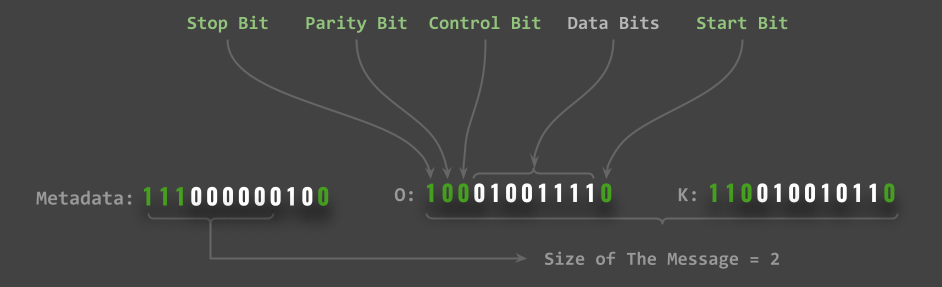 Stop Bit Parity Bit Control Bit Data Bits Start Bit
Metadata: 111000000100 O: 100010011110 K: 110010010110
Size of The Message = 2